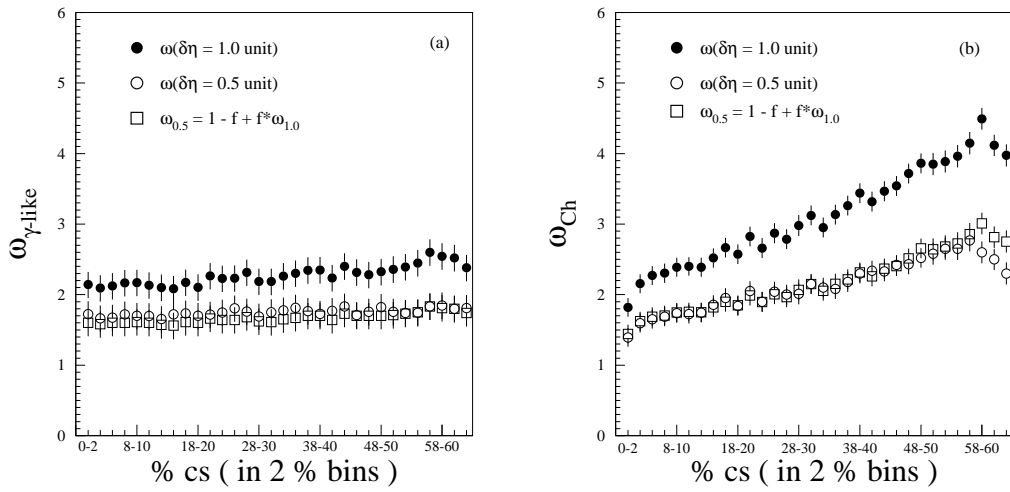 (a)
ω(δη = 1.0 unit)
ω(δη = 0.5 unit)
ω0.5 = 1 - f + f*ω1.0
ωγ-like
6
5
4
3
2
1
0
0-2 8-10 18-20 28-30 38-40 48-50 58-60
% cs ( in 2 % bins )
(b)
ω(δη = 1.0 unit)
ω(δη = 0.5 unit)
ω0.5 = 1 - f + f*ω1.0
ωCh
6
5
4
3
2
1
0
0-2 8-10 18-20 28-30 38-40 48-50 58-60
% cs ( in 2 % bins )